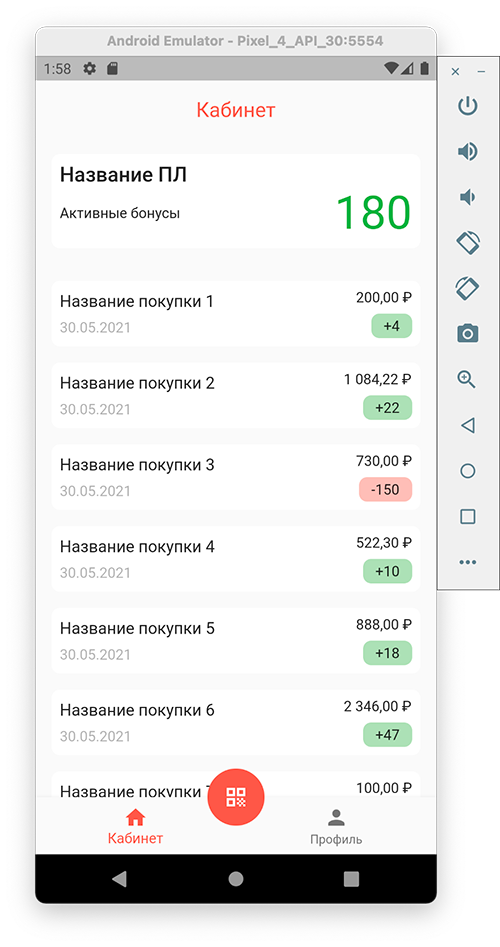 Android Emulator - Pixel_4_API_30:5554
1:58
Кабинет
Название ПЛ
Активные бонусы
180
Название покупки 1
200,00 ₽
30.05.2021
+4
Название покупки 2
1 084,22 ₽
30.05.2021
+22
Название покупки 3
730,00 ₽
30.05.2021
-150
Название покупки 4
522,30 ₽
30.05.2021
+10
Название покупки 5
888,00 ₽
30.05.2021
+18
Название покупки 6
2 346,00 ₽
30.05.2021
+47
Название покупки
100,00 ₽
Кабинет
Профиль